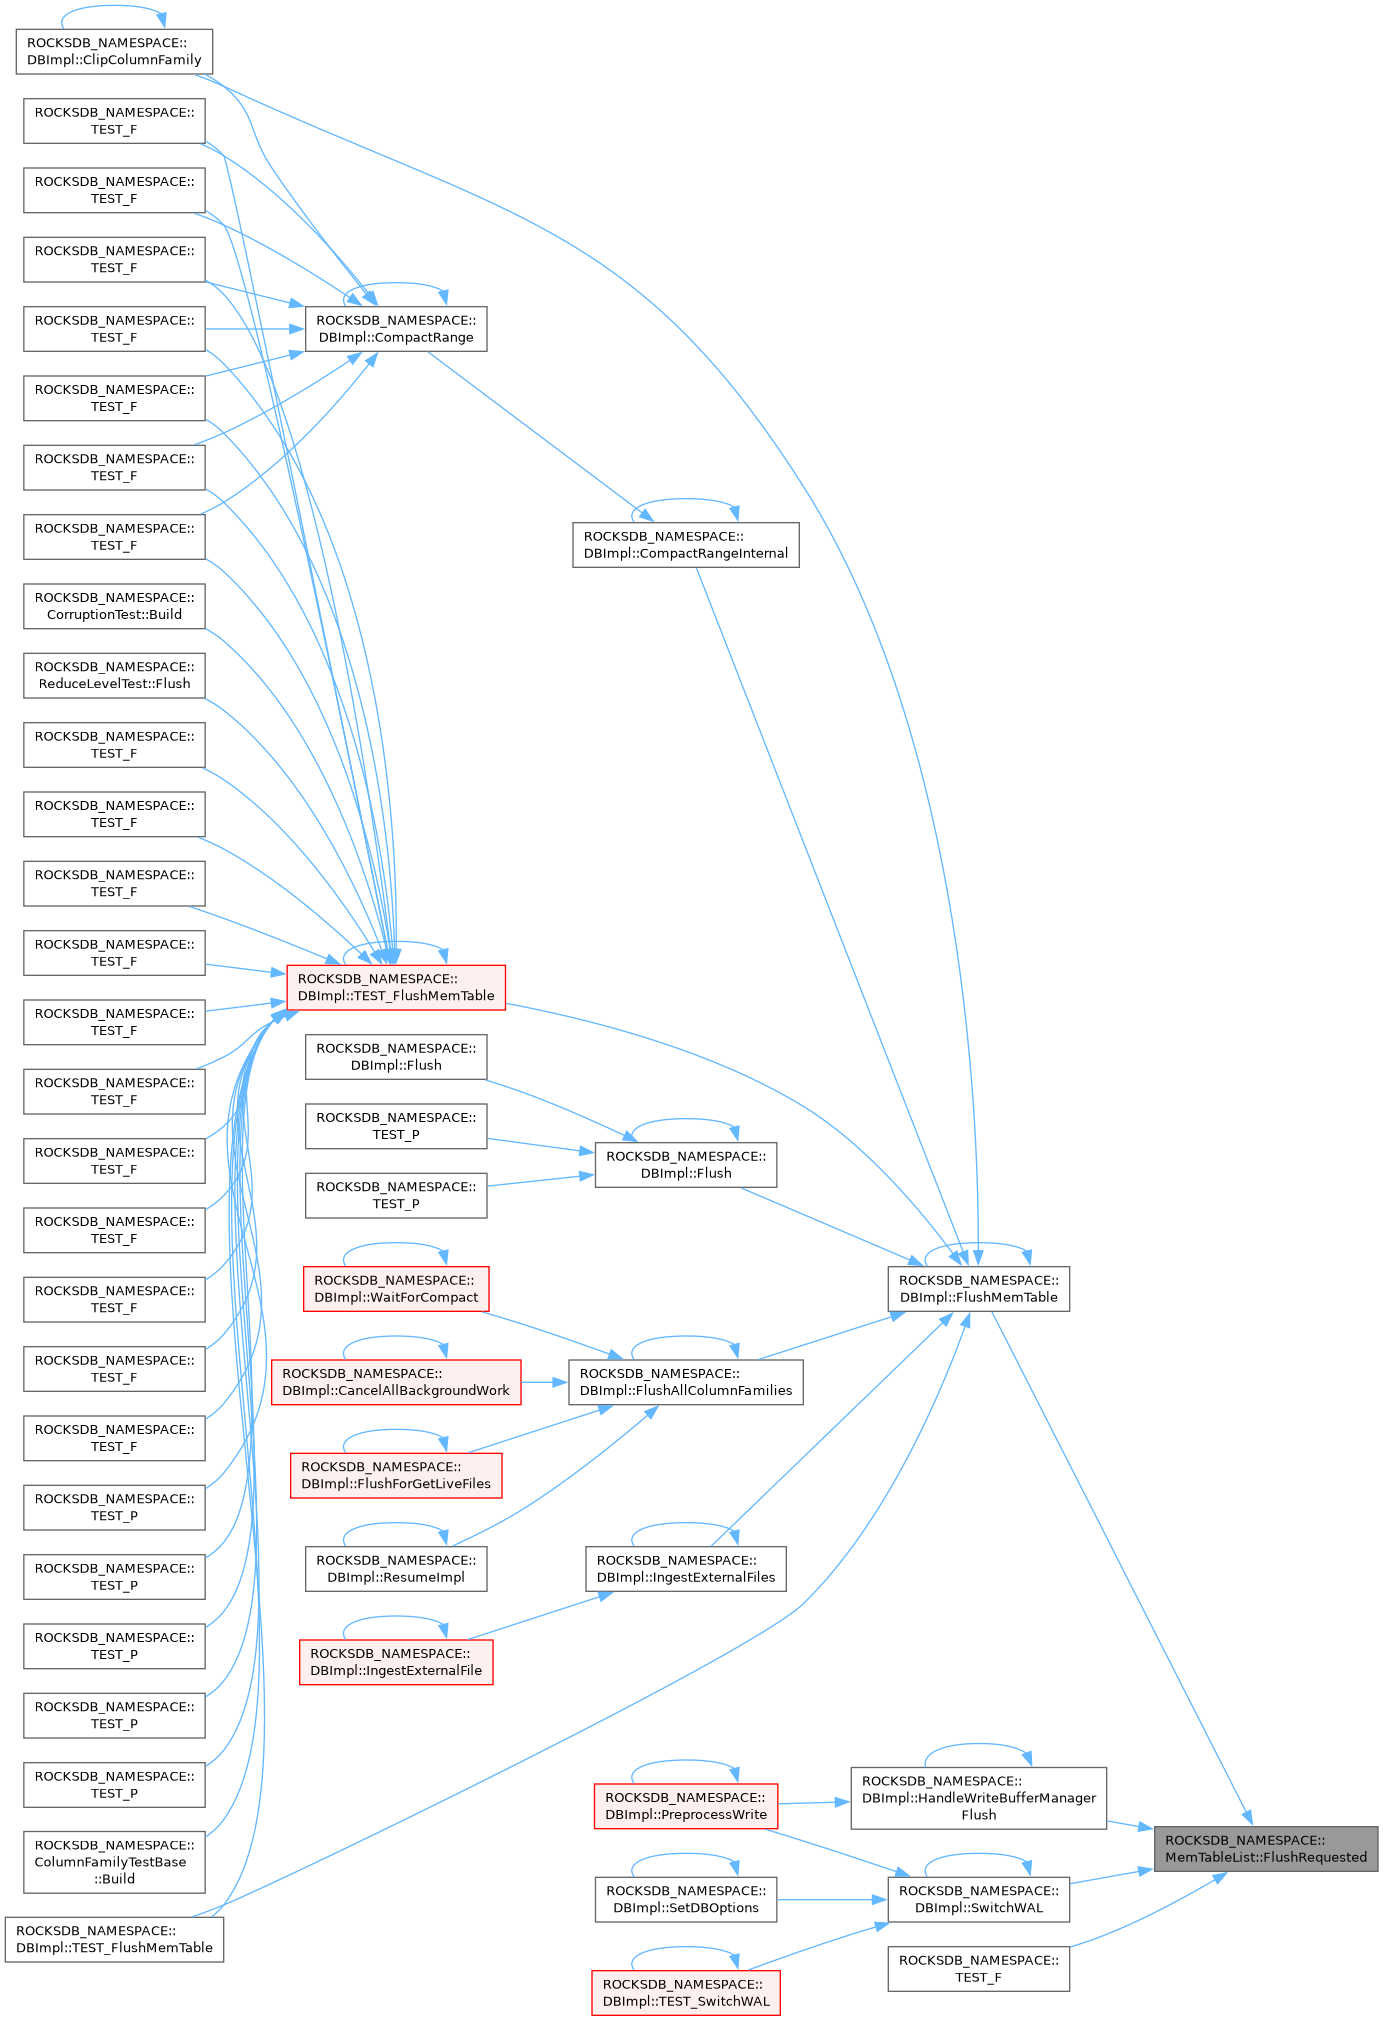 ROCKSDB_NAMESPACE::
DBImpl::ClipColumnFamily
ROCKSDB_NAMESPACE::
TEST_F
ROCKSDB_NAMESPACE::
TEST_F
ROCKSDB_NAMESPACE::
TEST_F
ROCKSDB_NAMESPACE::
TEST_F
ROCKSDB_NAMESPACE::
TEST_F
ROCKSDB_NAMESPACE::
TEST_F
ROCKSDB_NAMESPACE::
TEST_F
ROCKSDB_NAMESPACE::
CorruptionTest::Build
ROCKSDB_NAMESPACE::
ReduceLevelTest::Flush
ROCKSDB_NAMESPACE::
TEST_F
ROCKSDB_NAMESPACE::
TEST_F
ROCKSDB_NAMESPACE::
TEST_F
ROCKSDB_NAMESPACE::
TEST_F
ROCKSDB_NAMESPACE::
TEST_F
ROCKSDB_NAMESPACE::
TEST_F
ROCKSDB_NAMESPACE::
TEST_F
ROCKSDB_NAMESPACE::
TEST_F
ROCKSDB_NAMESPACE::
TEST_F
ROCKSDB_NAMESPACE::
TEST_F
ROCKSDB_NAMESPACE::
TEST_F
ROCKSDB_NAMESPACE::
TEST_P
ROCKSDB_NAMESPACE::
TEST_P
ROCKSDB_NAMESPACE::
TEST_P
ROCKSDB_NAMESPACE::
TEST_P
ROCKSDB_NAMESPACE::
TEST_P
ROCKSDB_NAMESPACE::
ColumnFamilyTestBase
::Build
ROCKSDB_NAMESPACE::
DBImpl::TEST_FlushMemTable
ROCKSDB_NAMESPACE::
DBImpl::CompactRange
ROCKSDB_NAMESPACE::
DBImpl::TEST_FlushMemTable
ROCKSDB_NAMESPACE::
DBImpl::Flush
ROCKSDB_NAMESPACE::
TEST_P
ROCKSDB_NAMESPACE::
TEST_P
ROCKSDB_NAMESPACE::
DBImpl::WaitForCompact
ROCKSDB_NAMESPACE::
DBImpl::CancelAllBackgroundWork
ROCKSDB_NAMESPACE::
DBImpl::FlushForGetLiveFiles
ROCKSDB_NAMESPACE::
DBImpl::ResumeImpl
ROCKSDB_NAMESPACE::
DBImpl::IngestExternalFile
ROCKSDB_NAMESPACE::
DBImpl::CompactRangeInternal
ROCKSDB_NAMESPACE::
DBImpl::Flush
ROCKSDB_NAMESPACE::
DBImpl::FlushAllColumnFamilies
ROCKSDB_NAMESPACE::
DBImpl::IngestExternalFiles
ROCKSDB_NAMESPACE::
DBImpl::PreprocessWrite
ROCKSDB_NAMESPACE::
DBImpl::SetDBOptions
ROCKSDB_NAMESPACE::
DBImpl::TEST_SwitchWAL
ROCKSDB_NAMESPACE::
DBImpl::FlushMemTable
ROCKSDB_NAMESPACE::
DBImpl::HandleWriteBufferManager
Flush
ROCKSDB_NAMESPACE::
DBImpl::SwitchWAL
ROCKSDB_NAMESPACE::
TEST_F
ROCKSDB_NAMESPACE::
MemTableList::FlushRequested